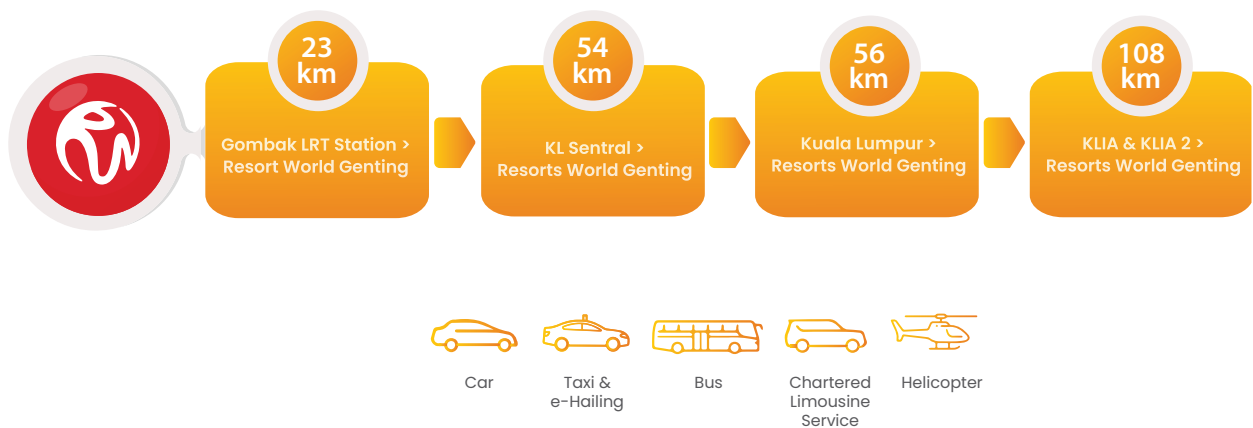 23
km
Gombak LRT Station >
Resort World Genting
54
km
KL Sentral >
Resorts World Genting
56
km
Kuala Lumpur >
Resorts World Genting
108
km
KLIA & KLIA 2 >
Resorts World Genting
Car
Taxi &
e-Hailing
Bus
Chartered
Limousine
Service
Helicopter